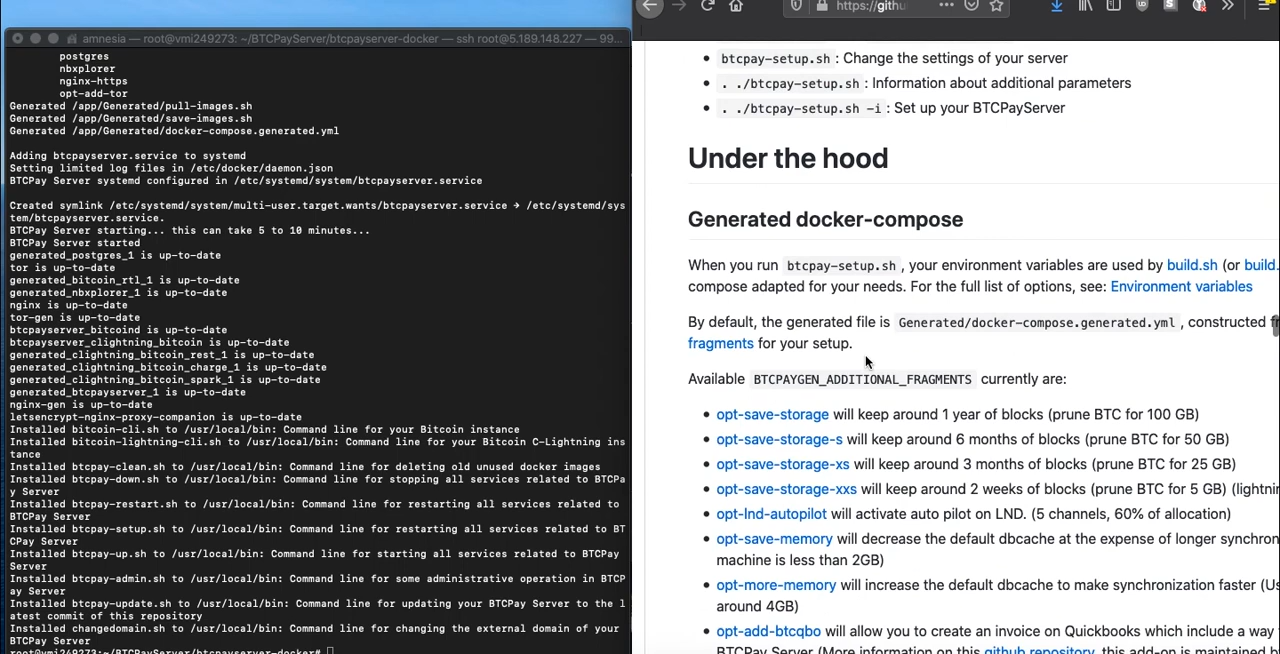 amnesia — root@vmi249273: ~/BTCPayServer/btcpayserver-docker — ssh root@5.189.148.227 — 99...
postgres
nbxplorer
nginx-https
opt-add-tor
Generated /app/Generated/pull-images.sh
Generated /app/Generated/save-images.sh
Generated /app/Generated/docker-compose.generated.yml
Adding btcpayserver.service to systemd
Setting limited log files in /etc/docker/daemon.json
BTCPay Server systemd configured in /etc/systemd/system/btcpayserver.service
Created symlink /etc/systemd/system/multi-user.target.wants/btcpayserver.service → /etc/systemd/sys
tem/btcpayserver.service.
BTCPay Server starting... this can take 5 to 10 minutes...
BTCPay Server started
generated_postgres_1 is up-to-date
tor is up-to-date
generated_bitcoin_rtl_1 is up-to-date
generated_nbxplorer_1 is up-to-date
nginx is up-to-date
tor-gen is up-to-date
btcpayserver_bitcoind is up-to-date
btcpayserver_clightning_bitcoin is up-to-date
generated_clightning_bitcoin_rest_1 is up-to-date
generated_clightning_bitcoin_charge_1 is up-to-date
generated_clightning_bitcoin_spark_1 is up-to-date
generated_btcpayserver_1 is up-to-date
nginx-gen is up-to-date
letsencrypt-nginx-proxy-companion is up-to-date
Installed bitcoin-cli.sh to /usr/local/bin: Command line for your Bitcoin instance
Installed bitcoin-lightning-cli.sh to /usr/local/bin: Command line for your Bitcoin C-Lightning ins
tance
Installed btcpay-clean.sh to /usr/local/bin: Command line for deleting old unused docker images
Installed btcpay-down.sh to /usr/local/bin: Command line for stopping all services related to BTCPa
y Server
Installed btcpay-restart.sh to /usr/local/bin: Command line for restarting all services related to
BTCPay Server
Installed btcpay-setup.sh to /usr/local/bin: Command line for restarting all services related to BT
CPay Server
Installed btcpay-up.sh to /usr/local/bin: Command line for starting all services related to BTCPay
Server
Installed btcpay-admin.sh to /usr/local/bin: Command line for some administrative operation in BTCP
ay Server
Installed btcpay-update.sh to /usr/local/bin: Command line for updating your BTCPay Server to the l
atest commit of this repository
Installed changedomain.sh to /usr/local/bin: Command line for changing the external domain of your
BTCPay Server
root@vmi249273:~/BTCPayServer/btcpayserver-docker#
https://githu
btcpay-setup.sh : Change the settings of your server
. ./btcpay-setup.sh : Information about additional parameters
. ./btcpay-setup.sh -i : Set up your BTCPayServer
Under the hood
Generated docker-compose
When you run btcpay-setup.sh , your environment variables are used by build.sh (or build.
compose adapted for your needs. For the full list of options, see: Environment variables
By default, the generated file is Generated/docker-compose.generated.yml , constructed fr
fragments for your setup.
Available BTCPAYGEN_ADDITIONAL_FRAGMENTS currently are:
opt-save-storage will keep around 1 year of blocks (prune BTC for 100 GB)
opt-save-storage-s will keep around 6 months of blocks (prune BTC for 50 GB)
opt-save-storage-xs will keep around 3 months of blocks (prune BTC for 25 GB)
opt-save-storage-xxs will keep around 2 weeks of blocks (prune BTC for 5 GB) (lightnin
opt-lnd-autopilot will activate auto pilot on LND. (5 channels, 60% of allocation)
opt-save-memory will decrease the default dbcache at the expense of longer synchron
machine is less than 2GB)
opt-more-memory will increase the default dbcache to make synchronization faster (Us
around 4GB)
opt-add-btcqbo will allow you to create an invoice on Quickbooks which include a way
BTCPay Server (More information on this github repository, this add-on is maintained b